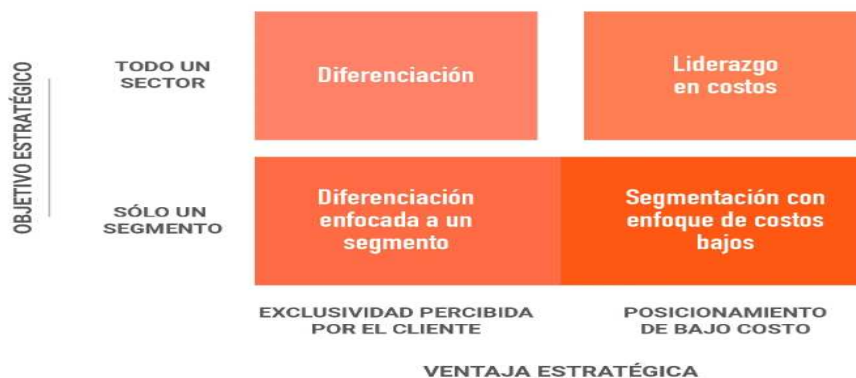 OBJETIVO ESTRATÉGICO
TODO UN
SECTOR
Diferenciación
Liderazgo
en costos
SÓLO UN
SEGMENTO
Diferenciación
enfocada a un
segmento
Segmentación con
enfoque de costos
bajos
EXCLUSIVIDAD PERCIBIDA
POR EL CLIENTE
POSICIONAMIENTO
DE BAJO COSTO
VENTAJA ESTRATÉGICA